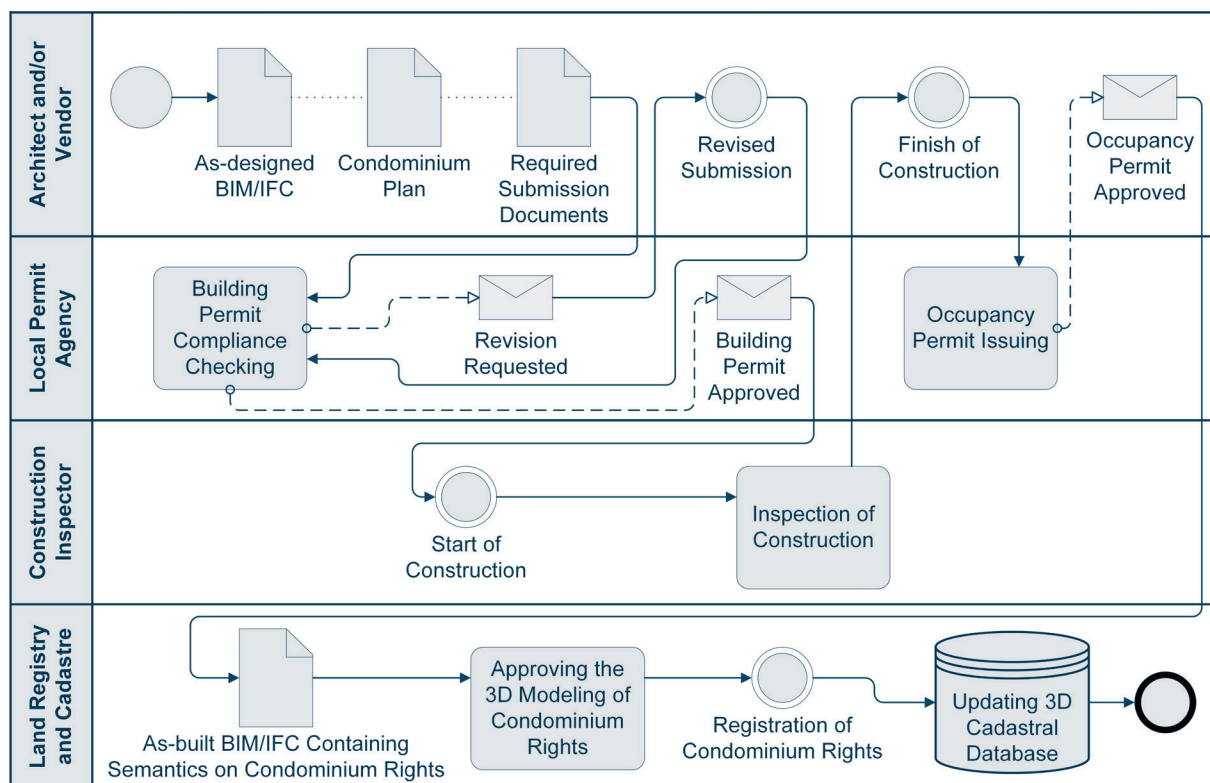 Architect and/or
Vendor
As-designed
BIM/IFC
Condominium
Plan
Required
Submission
Documents
Revised
Submission
Finish of
Construction
Occupancy
Permit
Approved
Local Permit
Agency
Building
Permit
Compliance
Checking
Revision
Requested
Building
Permit
Approved
Occupancy
Permit Issuing
Construction
Inspector
Start of
Construction
Inspection of
Construction
Land Registry
and Cadastre
As-built BIM/IFC Containing
Semantics on Condominium Rights
Approving the
3D Modeling of
Condominium
Rights
Registration of
Condominium Rights
Updating 3D
Cadastral
Database